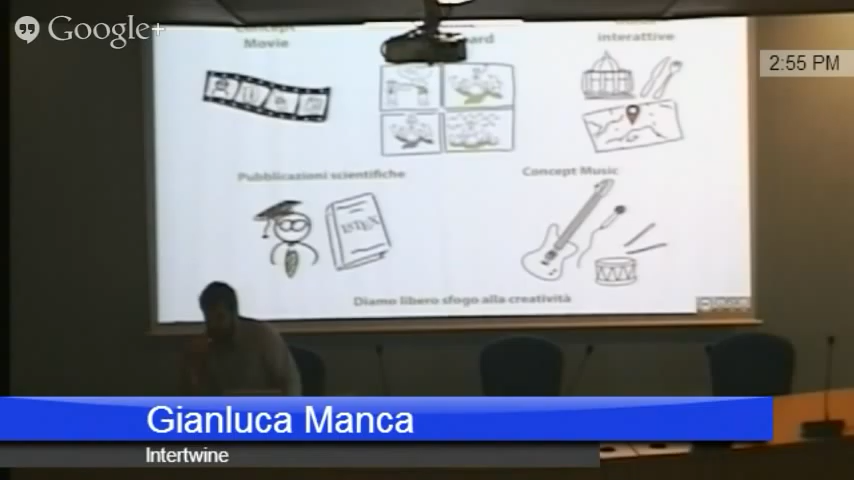 Google+
2:55 PM
Concept
Movie
interattive
Pubblicazioni scientifiche
Concept Music
LATEX
Diamo libero sfogo alla creatività
Gianluca Manca
Intertwine